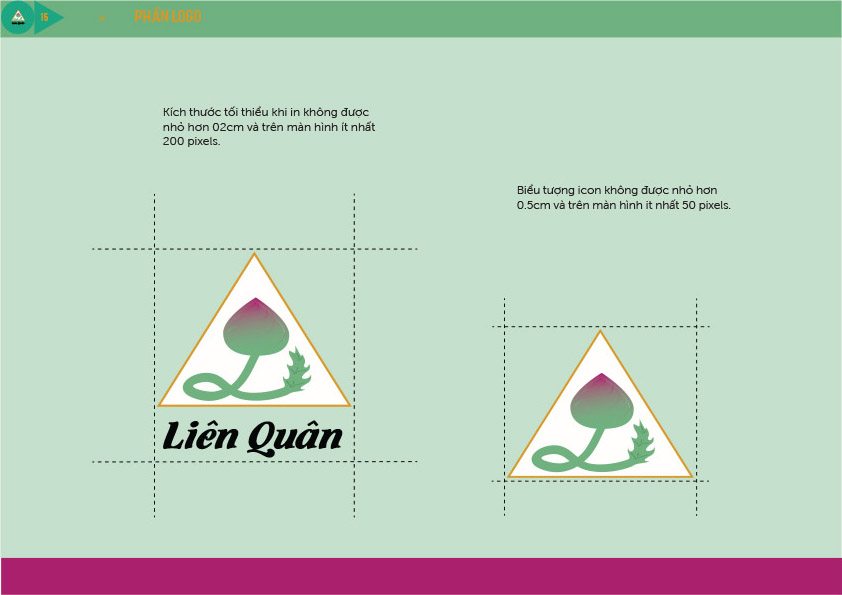 15
PHẦN LOGO
Kích thước tối thiểu khi in không được
nhỏ hơn 02cm và trên màn hình ít nhất
200 pixels.
Biểu tượng icon không được nhỏ hơn
0.5cm và trên màn hình it nhất 50 pixels.
Liên Quân